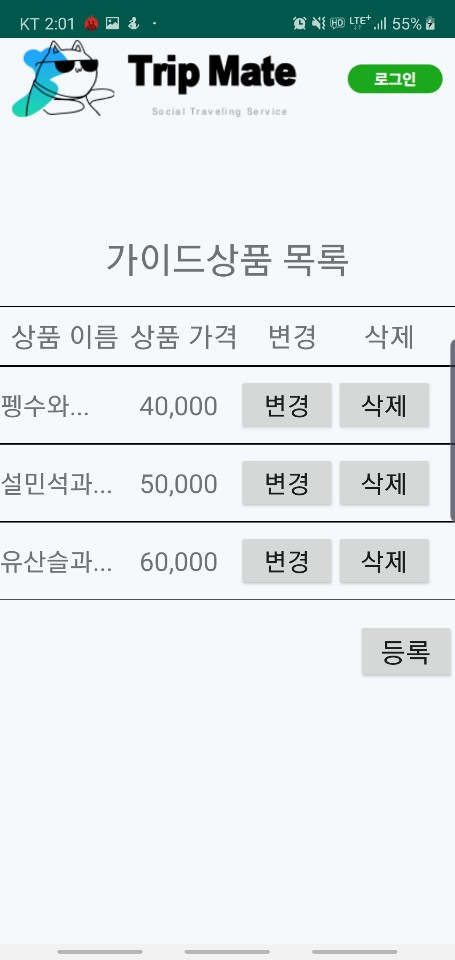 KT 2:01 HD LTE+ 55%
Trip Mate
로그인
Social Traveling Service
가이드상품 목록
상품 이름 상품 가격 변경 삭제
펭수와... 40,000 변경 삭제
설민석과... 50,000 변경 삭제
유산슬과... 60,000 변경 삭제
등록